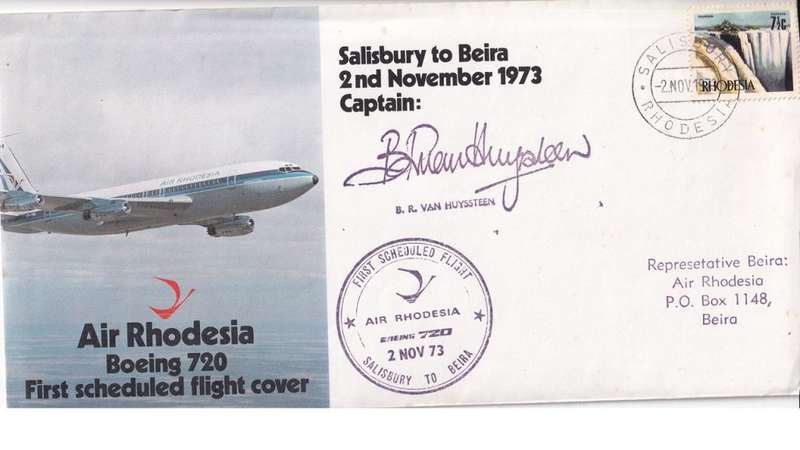 Salisbury to Beira
2nd November 1973
Captain:
B. R. VAN HUYSSTEEN
7½c
RHODESIA
SALISBURY
-2 NOV. 197
RHODESIA
AIR RHODESIA
FIRST SCHEDULED FLIGHT
AIR RHODESIA
BOEING 720
2 NOV 73
SALISBURY TO BEIRA
Represetative Beira:
Air Rhodesia
P.O. Box 1148,
Beira
Air Rhodesia
Boeing 720
First scheduled flight cover